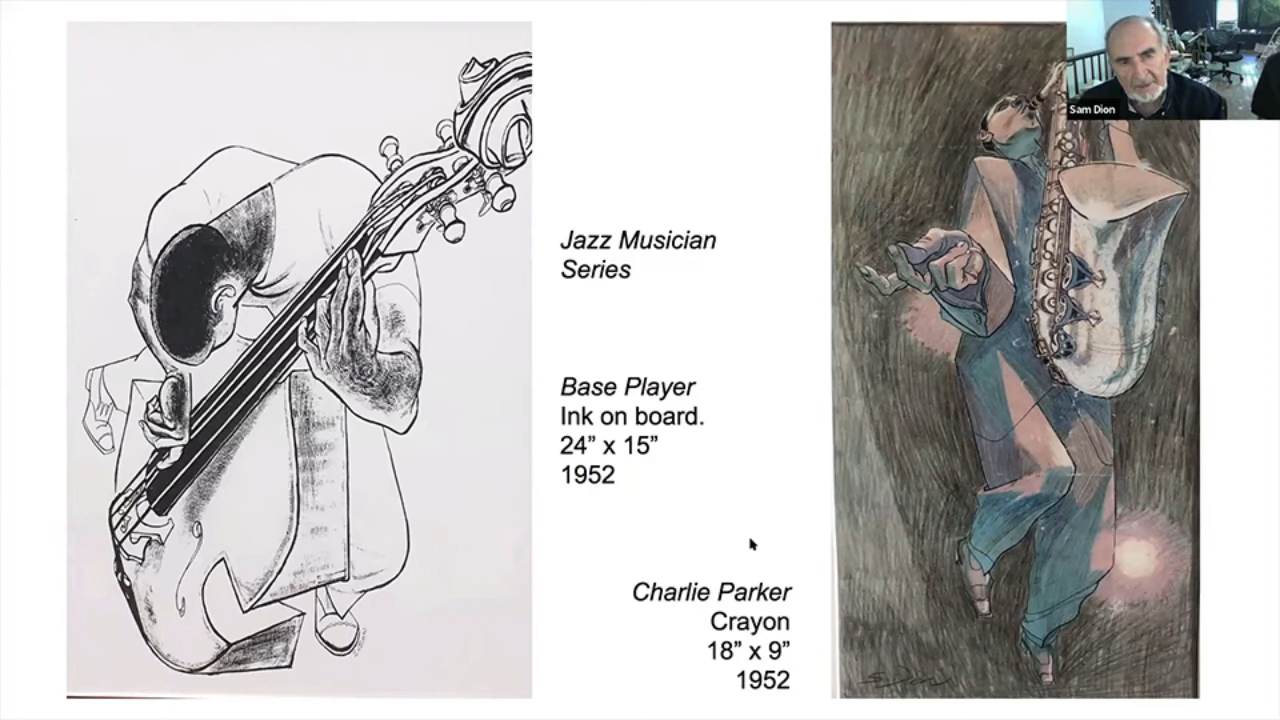 Sam Dion
Jazz Musician
Series
Base Player
Ink on board.
24” x 15”
1952
Charlie Parker
Crayon
18” x 9”
1952